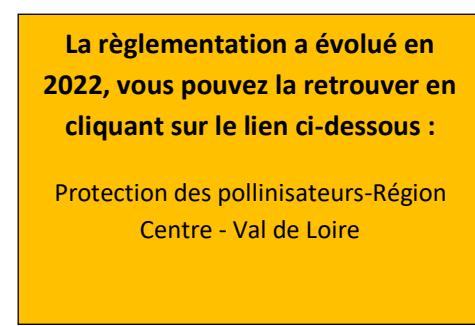 La règlementation a évolué en
2022, vous pouvez la retrouver en
cliquant sur le lien ci-dessous :
Protection des pollinisateurs-Région
Centre - Val de Loire